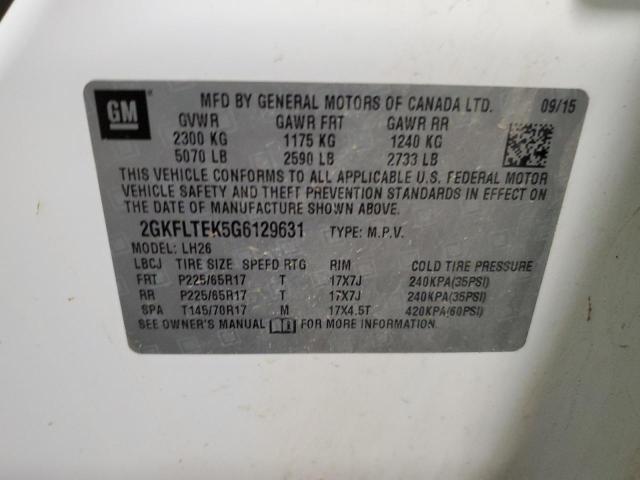 GM
MFD BY GENERAL MOTORS OF CANADA LTD. 09/15
GVWR GAWR FRT GAWR RR
2300 KG 1175 KG 1240 KG
5070 LB 2590 LB 2733 LB
THIS VEHICLE CONFORMS TO ALL APPLICABLE U.S. FEDERAL MOTOR
VEHICLE SAFETY AND THEFT PREVENTION STANDARDS IN EFFECT ON
THE DATE OF MANUFACTURE SHOWN ABOVE.
2GKFLTEK5G6129631 TYPE: M.P.V.
MODEL: LH26
LBCJ TIRE SIZE SPEED RTG RIM COLD TIRE PRESSURE
FRT P225/65R17 T 17X7J 240KPA(35PSI)
RR P225/65R17 T 17X7J 240KPA(35PSI)
SPA T145/70R17 M 17X4.5T 420KPA(60PSI)
SEE OWNER'S MANUAL FOR MORE INFORMATION.